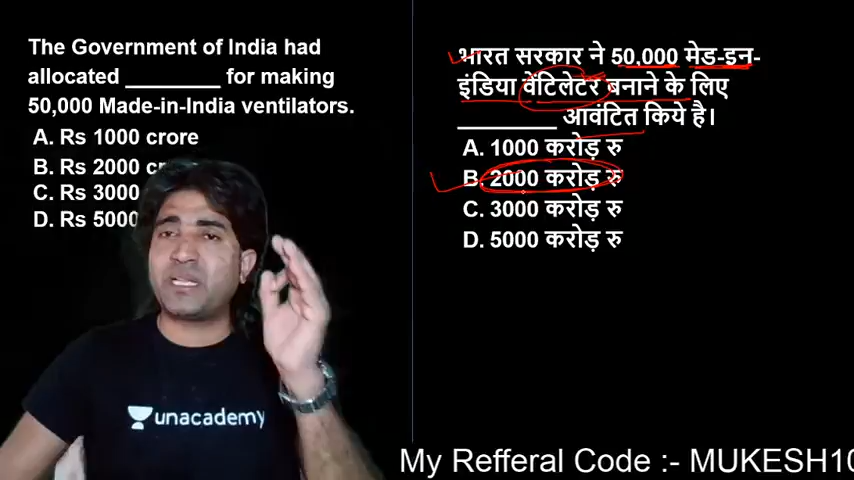 The Government of India had
allocated ________ for making
50,000 Made-in-India ventilators.
A. Rs 1000 crore
B. Rs 2000
C. Rs 3000
D. Rs 5000
भारत सरकार ने 50,000 मेड-इन-
इंडिया वेंटिलेटर बनाने के लिए
________ आवंटित किये है।
A. 1000 करोड़ रु
B. 2000 करोड़ रु
C. 3000 करोड़ रु
D. 5000 करोड़ रु
unacademy
My Refferal Code :- MUKESH10